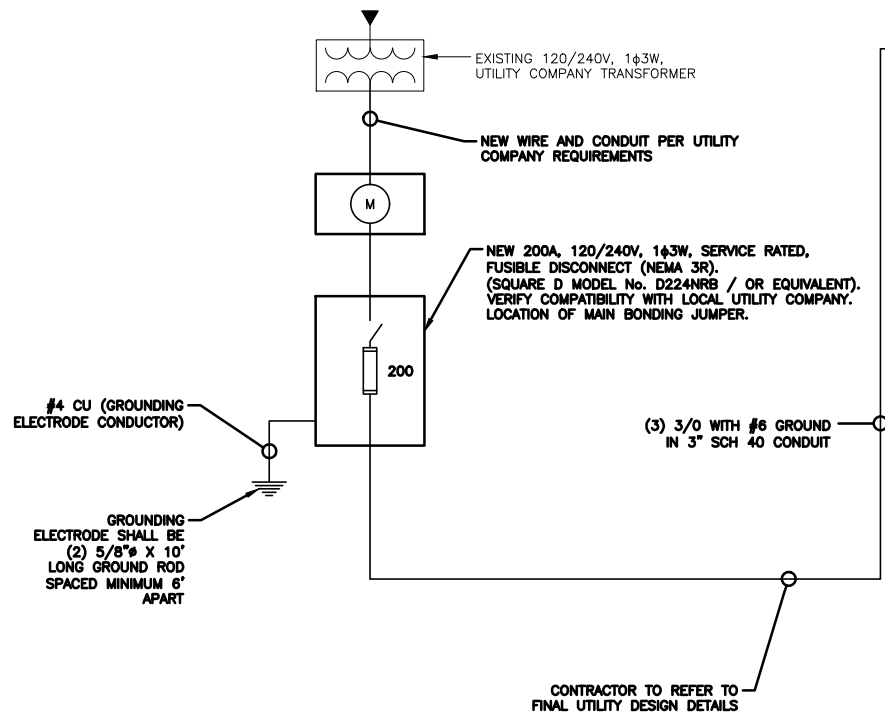 EXISTING 120/240V, 1ϕ3W,
UTILITY COMPANY TRANSFORMER
NEW WIRE AND CONDUIT PER UTILITY
COMPANY REQUIREMENTS
M
NEW 200A, 120/240V, 1ϕ3W, SERVICE RATED,
FUSIBLE DISCONNECT (NEMA 3R).
(SQUARE D MODEL No. D224NRB / OR EQUIVALENT).
VERIFY COMPATIBILITY WITH LOCAL UTILITY COMPANY.
LOCATION OF MAIN BONDING JUMPER.
200
#4 CU (GROUNDING
ELECTRODE CONDUCTOR)
(3) 3/0 WITH #6 GROUND
IN 3" SCH 40 CONDUIT
GROUNDING
ELECTRODE SHALL BE
(2) 5/8"ø X 10'
LONG GROUND ROD
SPACED MINIMUM 6'
APART
CONTRACTOR TO REFER TO
FINAL UTILITY DESIGN DETAILS